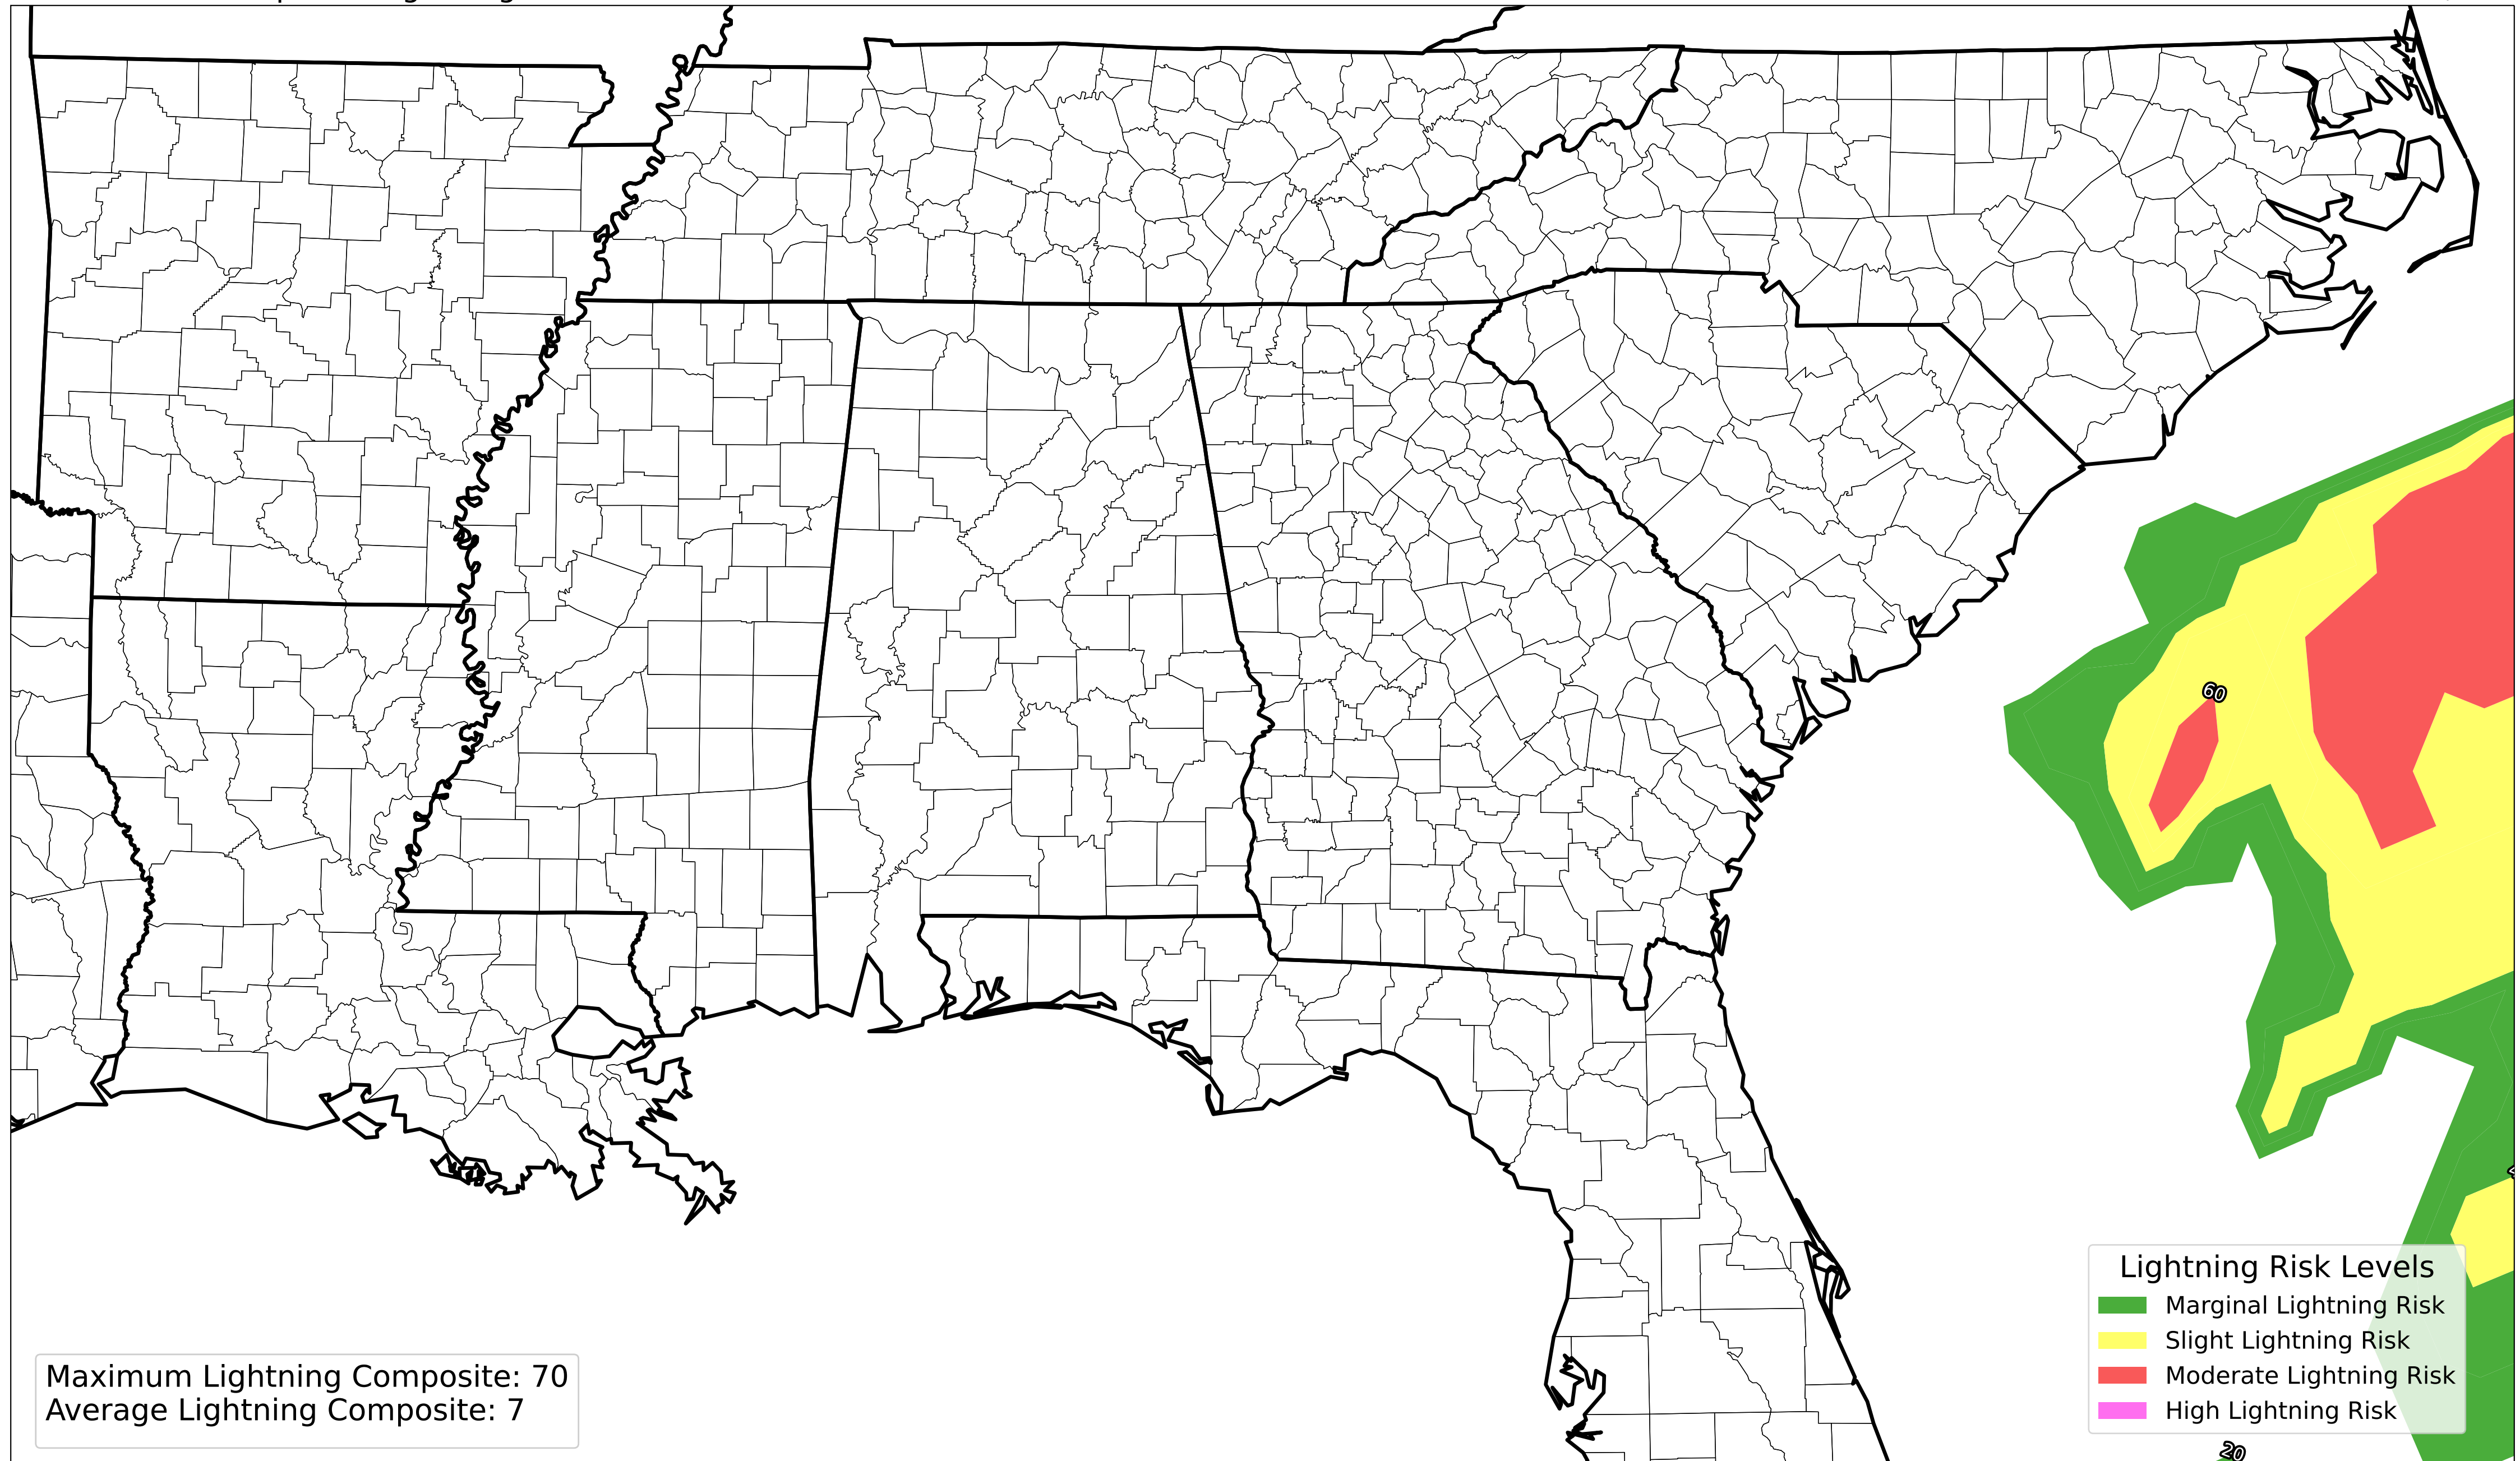 60
Lightning Risk Levels
Marginal Lightning Risk
Slight Lightning Risk
Moderate Lightning Risk
High Lightning Risk
Maximum Lightning Composite: 70
Average Lightning Composite: 7
20